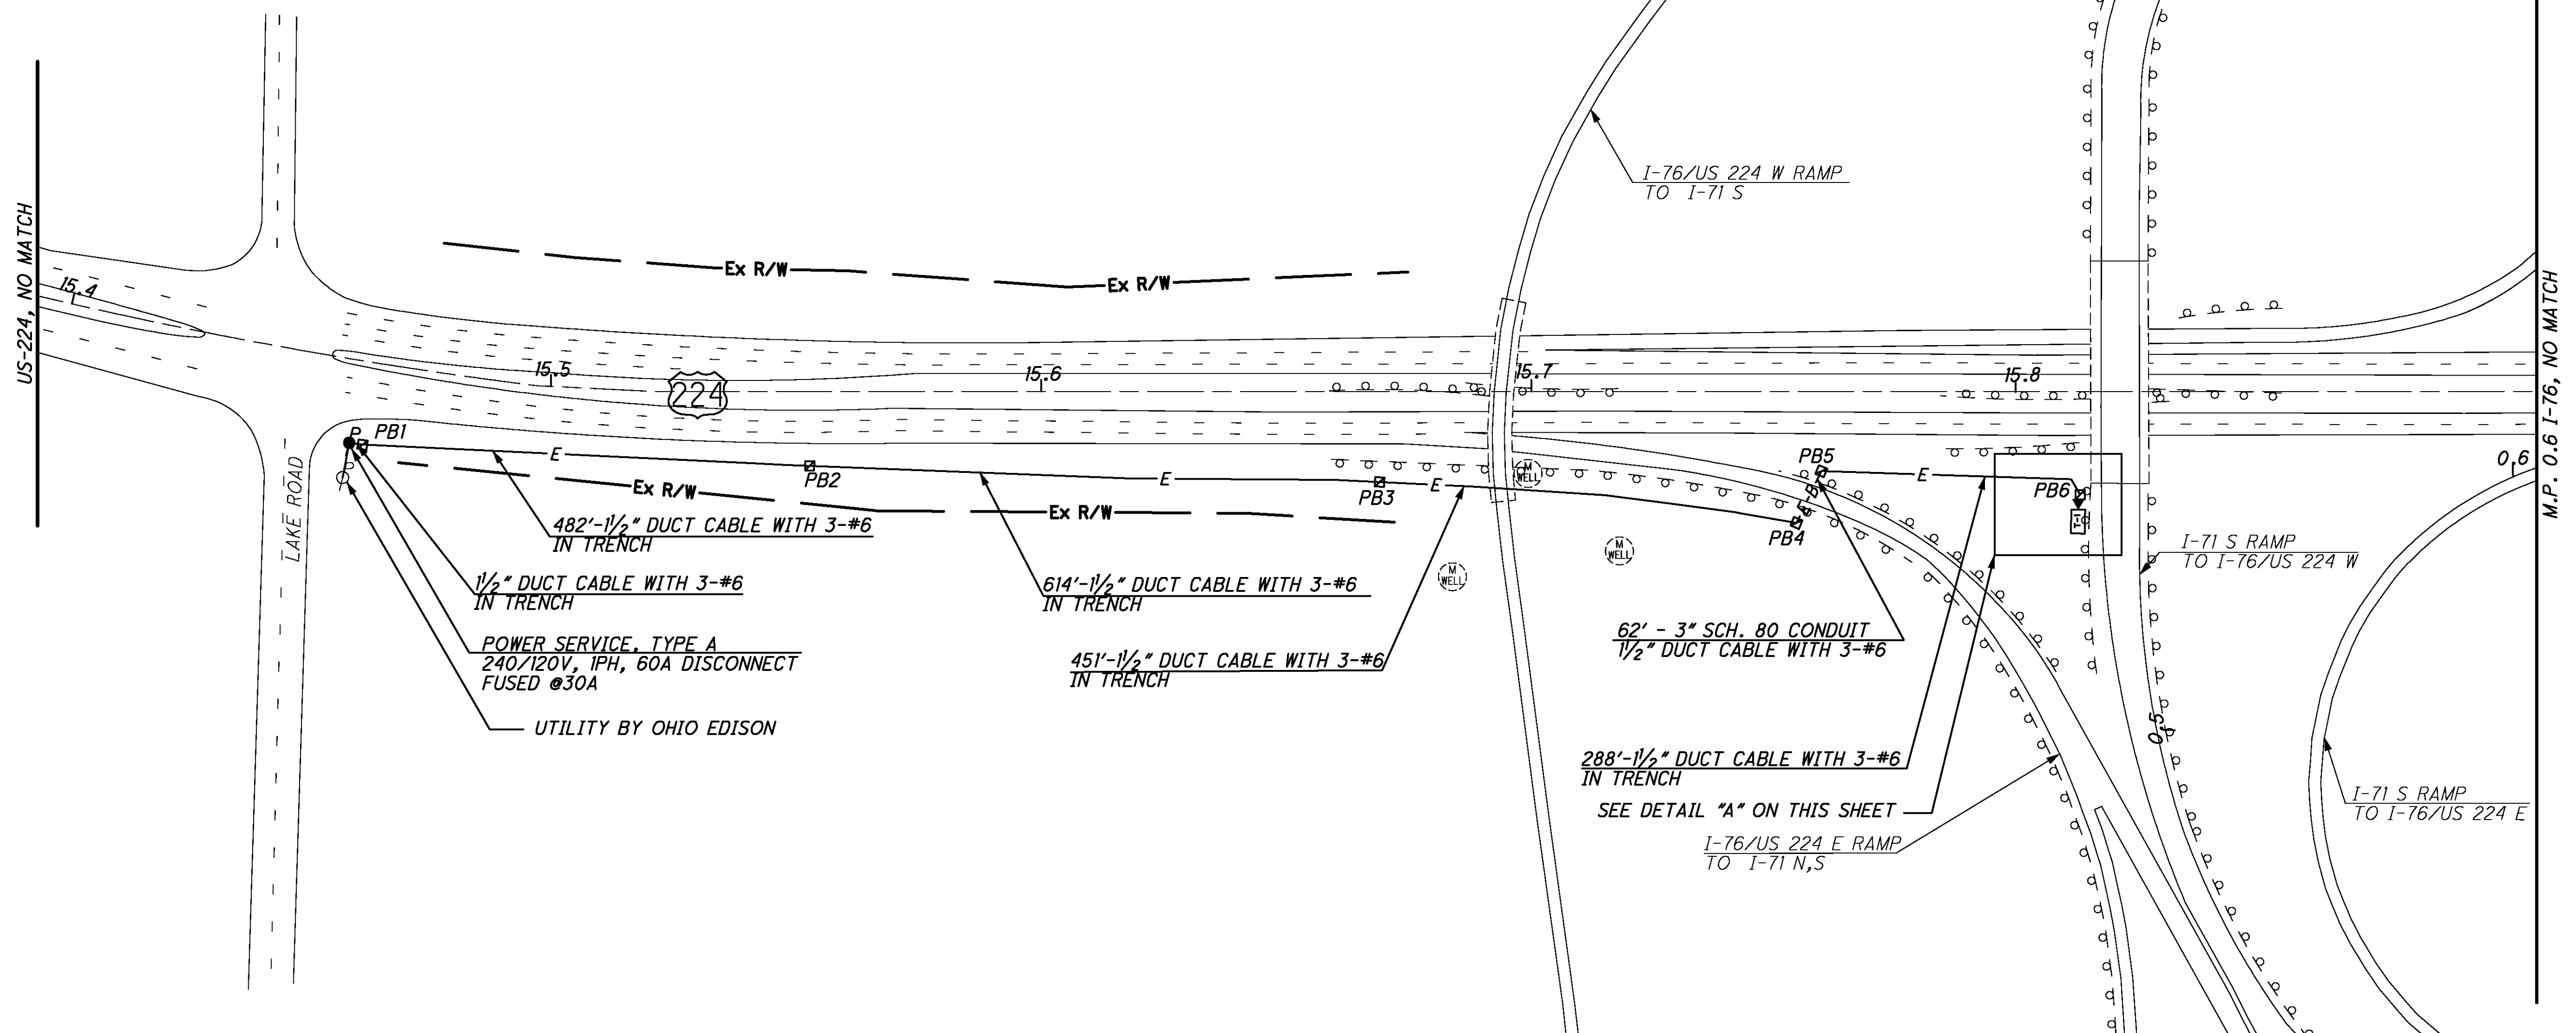 US-224, NO MATCH
15.4
Ex R/W
Ex R/W
15.5
224
15.6
15.7
15.8
I-76/US 224 W RAMP
TO I-71 S
P
PB1
P
E
PB2
E
PB3
E
M
WELL
PB4
E-B
PB5
E
PB6
T-1
LAKE ROAD
Ex R/W
Ex R/W
482'-1½" DUCT CABLE WITH 3-#6
IN TRENCH
1½" DUCT CABLE WITH 3-#6
IN TRENCH
POWER SERVICE, TYPE A
240/120V, 1PH, 60A DISCONNECT
FUSED @30A
UTILITY BY OHIO EDISON
614'-1½" DUCT CABLE WITH 3-#6
IN TRENCH
451'-1½" DUCT CABLE WITH 3-#6
IN TRENCH
M
WELL
M
WELL
62' - 3" SCH. 80 CONDUIT
1½" DUCT CABLE WITH 3-#6
288'-1½" DUCT CABLE WITH 3-#6
IN TRENCH
SEE DETAIL "A" ON THIS SHEET
I-76/US 224 E RAMP
TO I-71 N,S
I-71 S RAMP
TO I-76/US 224 W
0.5
0.6
I-71 S RAMP
TO I-76/US 224 E
M.P. 0.6 I-76, NO MATCH